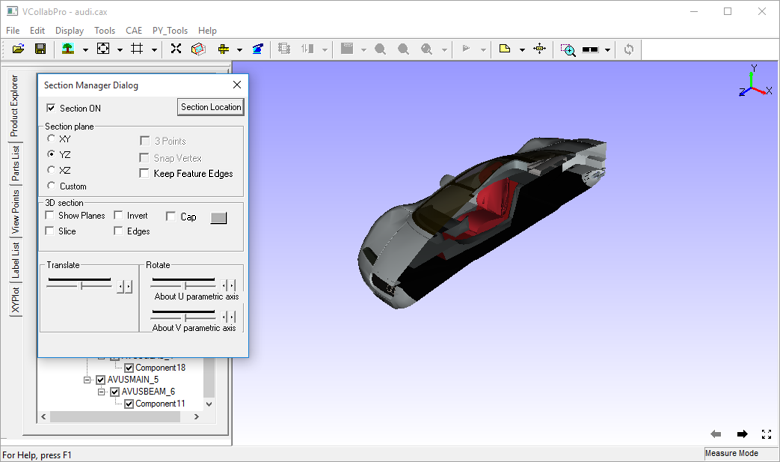 VCollabPro - audi.cax
File Edit Display Tools CAE PY_Tools Help
Product Explorer
Parts List
View Points
Label List
XYPlot
Section Manager Dialog
Section ON
Section Location
Section plane
XY
3 Points
YZ
Snap Vertex
XZ
Keep Feature Edges
Custom
3D section
Show Planes Invert Cap
Slice Edges
Translate Rotate
About U parametric axis
About V parametric axis
Component18
AVUSMAIN_5
AVUSBEAM_6
Component11
Y
Z X
For Help, press F1
Measure Mode